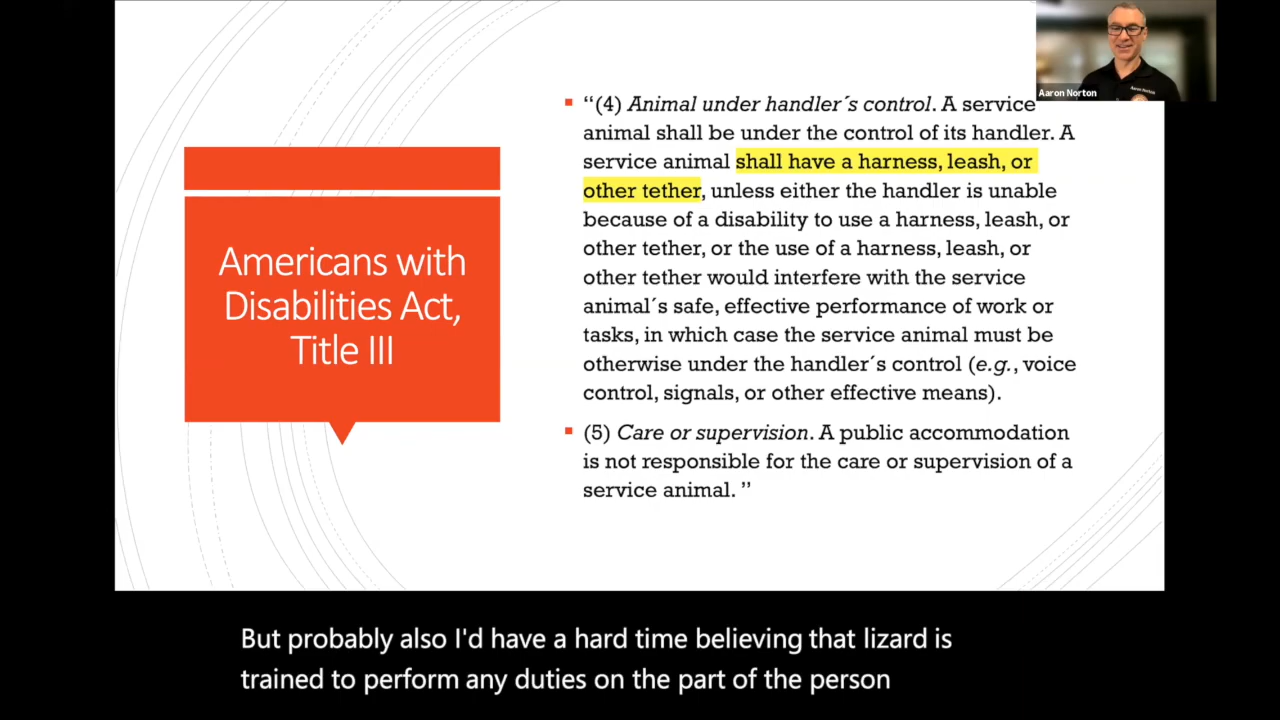 Aaron Norton
Aaron Norton
“(4) Animal under handler´s control. A service
animal shall be under the control of its handler. A
service animal shall have a harness, leash, or
other tether, unless either the handler is unable
because of a disability to use a harness, leash, or
other tether, or the use of a harness, leash, or
other tether would interfere with the service
animal´s safe, effective performance of work or
tasks, in which case the service animal must be
otherwise under the handler´s control (e.g., voice
control, signals, or other effective means).
(5) Care or supervision. A public accommodation
is not responsible for the care or supervision of a
service animal. ”
Americans with
Disabilities Act,
Title III
But probably also I'd have a hard time believing that lizard is
trained to perform any duties on the part of the person